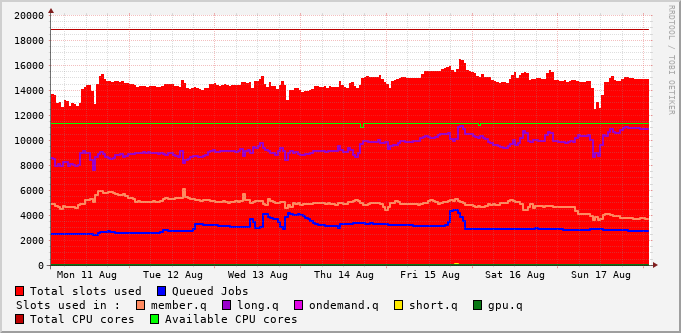 20000
18000
16000
14000
12000
10000
8000
6000
4000
2000
0
Mon 11 Aug Tue 12 Aug Wed 13 Aug Thu 14 Aug Fri 15 Aug Sat 16 Aug Sun 17 Aug
RRDTOOL / TOBI OETIKER
Total slots used Queued Jobs
Slots used in : member.q long.q ondemand.q short.q gpu.q
Total CPU cores Available CPU cores